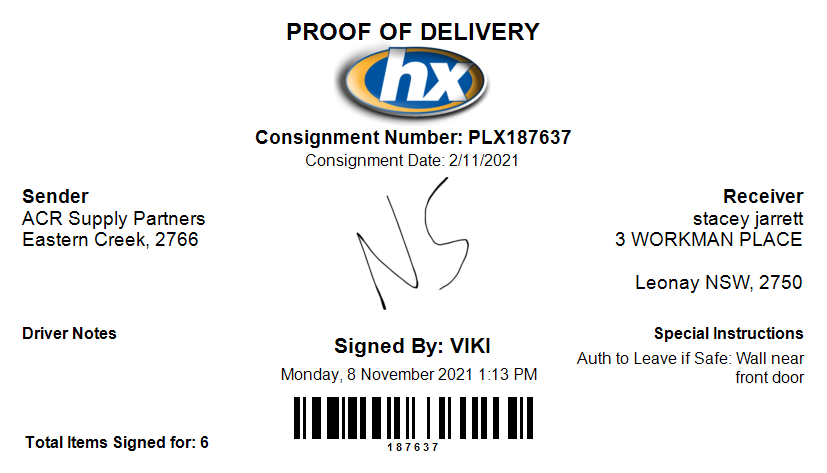 PROOF OF DELIVERY
hx
Consignment Number: PLX187637
Consignment Date: 2/11/2021
Sender
ACR Supply Partners
Eastern Creek, 2766
Receiver
stacey jarrett
3 WORKMAN PLACE
Leonay NSW, 2750
NS
Driver Notes
Signed By: VIKI
Monday, 8 November 2021 1:13 PM
Special Instructions
Auth to Leave if Safe: Wall near
front door
187637
Total Items Signed for: 6